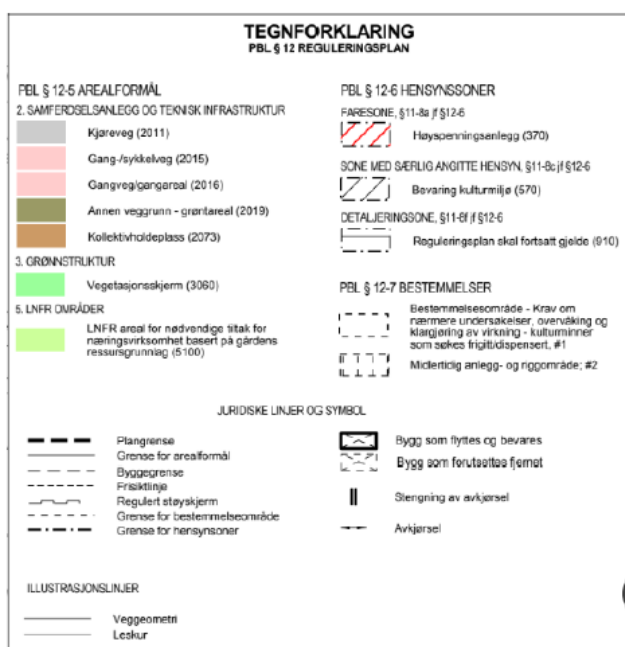 TEGNFORKLARING
PBL § 12 REGULERINGSPLAN
PBL § 12-5 AREALFORMÅL
2. SAMFERDSELSANLEGG OG TEKNISK INFRASTRUKTUR
Kjøreveg (2011)
Gang-/sykkelveg (2015)
Gangveg/gangareal (2016)
Annen veggrunn - grøntareal (2019)
Kollektivholdeplass (2073)
3. GRØNNSTRUKTUR
Vegetasjonsskjerm (3060)
5. LNFR OMRÅDER
LNFR areal for nødvendige tiltak for
næringsvirksomhet basert på gårdens
ressursgrunnlag (5100)
PBL § 12-6 HENSYNSSONER
FARESONE, §11-8a jf §12-6
Høyspenningsanlegg (370)
SONE MED SÆRLIG ANGITTE HENSYN, §11-8c jf §12-6
Bevaring kulturmiljø (570)
DETALJERINGSONE, §11-8f jf §12-6
Reguleringsplan skal fortsatt gjelde (910)
PBL § 12-7 BESTEMMELSER
Bestemmelsesområde - Krav om
nærmere undersøkelser, overvåking og
klargjøring av virkning - kulturminner
som søkes frigitt/dispensert, #1
Midlertidig anlegg- og riggområde; #2
JURIDISKE LINJER OG SYMBOL
Plangrense
Grense for arealformål
Byggegrense
Frisiktlinje
Regulert støyskjerm
Grense for bestemmelseområde
Grense for hensynsoner
Bygg som flyttes og bevares
Bygg som forutsettes fjernet
Stengning av avkjørsel
Avkjørsel
ILLUSTRASJONSLINJER
Veggeometri
Leskur